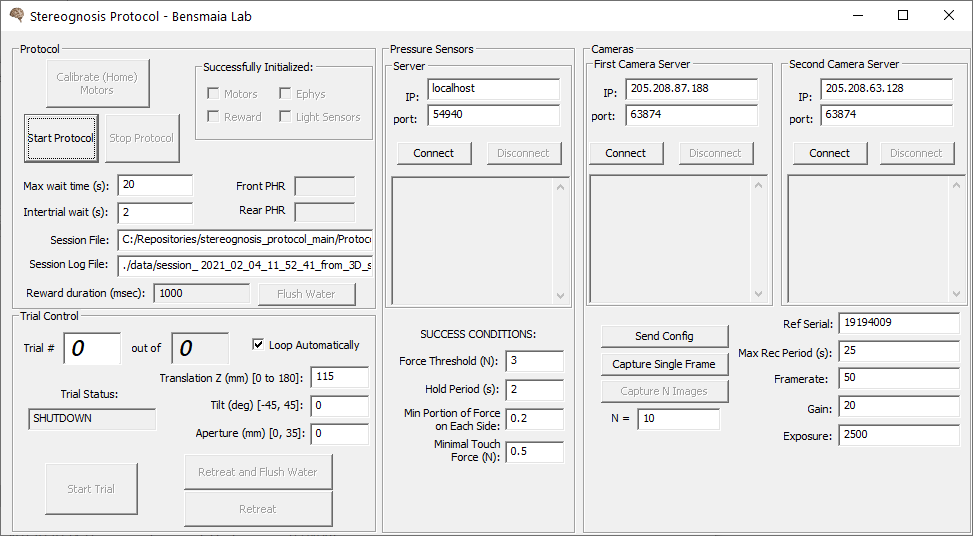 Stereognosis Protocol - Bensmaia Lab
Protocol
Calibrate (Home)
Motors
Successfully Initialized:
Motors
Ephys
Reward
Light Sensors
Start Protocol
Stop Protocol
Max wait time (s):
20
Front PHR
Intertrial wait (s):
2
Rear PHR
Session File:
C:/Repositories/stereognosis_protocol_main/Protoco
Session Log File:
./data/session_ 2021_02_04_11_52_41_from_3D_s
Reward duration (msec):
1000
Flush Water
Trial Control
Trial #
0
out of
0
Loop Automatically
Translation Z (mm) [0 to 180]:
115
Trial Status:
SHUTDOWN
Tilt (deg) [-45, 45]:
0
Aperture (mm) [0, 35]:
0
Start Trial
Retreat and Flush Water
Retreat
Pressure Sensors
Server
IP:
localhost
port:
54940
Connect
Disconnect
SUCCESS CONDITIONS:
Force Threshold (N):
3
Hold Period (s):
2
Min Portion of Force
on Each Side:
0.2
Minimal Touch
Force (N):
0.5
Cameras
First Camera Server
IP:
205.208.87.188
port:
63874
Connect
Disconnect
Second Camera Server
IP:
205.208.63.128
port:
63874
Connect
Disconnect
Send Config
Capture Single Frame
Capture N Images
N =
10
Ref Serial:
19194009
Max Rec Period (s):
25
Framerate:
50
Gain:
20
Exposure:
2500